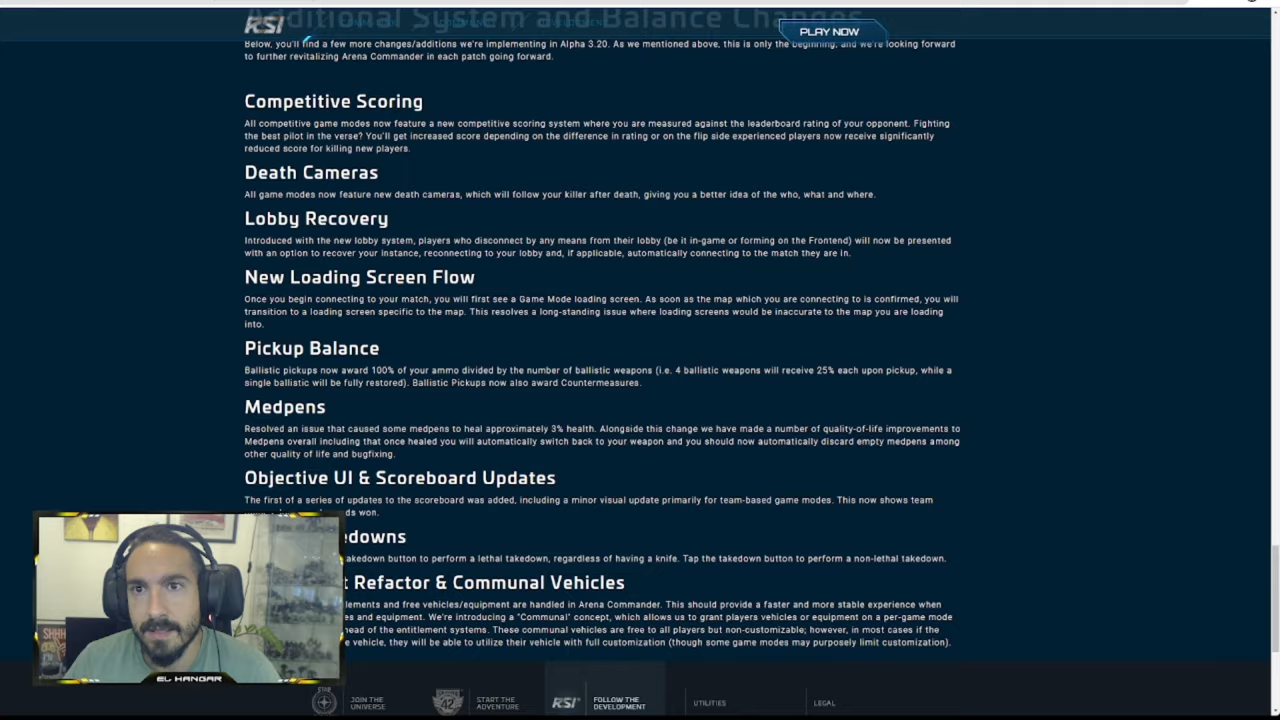 Additional System and Balance Changes
RSI
PLAY NOW
Below, you'll find a few more changes/additions we're implementing in Alpha 3.20. As we mentioned above, this is only the beginning, and we're looking forward
to further revitalizing Arena Commander in each patch going forward.
Competitive Scoring
All competitive game modes now feature a new competitive scoring system where you are measured against the leaderboard rating of your opponent. Fighting
the best pilot in the verse? You'll get increased score depending on the difference in rating or on the flip side experienced players now receive significantly
reduced score for killing new players.
Death Cameras
All game modes now feature new death cameras, which will follow your killer after death, giving you a better idea of the who, what and where.
Lobby Recovery
Introduced with the new lobby system, players who disconnect by any means from their lobby (be it in-game or forming on the Frontend) will now be presented
with an option to recover your instance, reconnecting to your lobby and, if applicable, automatically connecting to the match they are in.
New Loading Screen Flow
Once you begin connecting to your match, you will first see a Game Mode loading screen. As soon as the map which you are connecting to is confirmed, you will
transition to a loading screen specific to the map. This resolves a long-standing issue where loading screens would be inaccurate to the map you are loading
into.
Pickup Balance
Ballistic pickups now award 100% of your ammo divided by the number of ballistic weapons (i.e. 4 ballistic weapons will receive 25% each upon pickup, while a
single ballistic will be fully restored). Ballistic Pickups now also award Countermeasures.
Medpens
Resolved an issue that caused some medpens to heal approximately 3% health. Alongside this change we have made a number of quality-of-life improvements to
Medpens overall including that once healed you will automatically switch back to your weapon and you should now automatically discard empty medpens among
other quality of life and bugfixing.
Objective UI & Scoreboard Updates
The first of a series of updates to the scoreboard was added, including a minor visual update primarily for team-based game modes. This now shows team
ds won.
edowns
takedown button to perform a lethal takedown, regardless of having a knife. Tap the takedown button to perform a non-lethal takedown.
t Refactor & Communal Vehicles
lements and free vehicles/equipment are handled in Arena Commander. This should provide a faster and more stable experience when
es and equipment. We're introducing a "Communal" concept, which allows us to grant players vehicles or equipment on a per-game mode
head of the entitlement systems. These communal vehicles are free to all players but non-customizable; however, in most cases if the
e vehicle, they will be able to utilize their vehicle with full customization (though some game modes may purposely limit customization).
EL HANGAR
JOIN THE
UNIVERSE
42
START THE
ADVENTURE
RSI
FOLLOW THE
DEVELOPMENT
UTILITIES
LEGAL